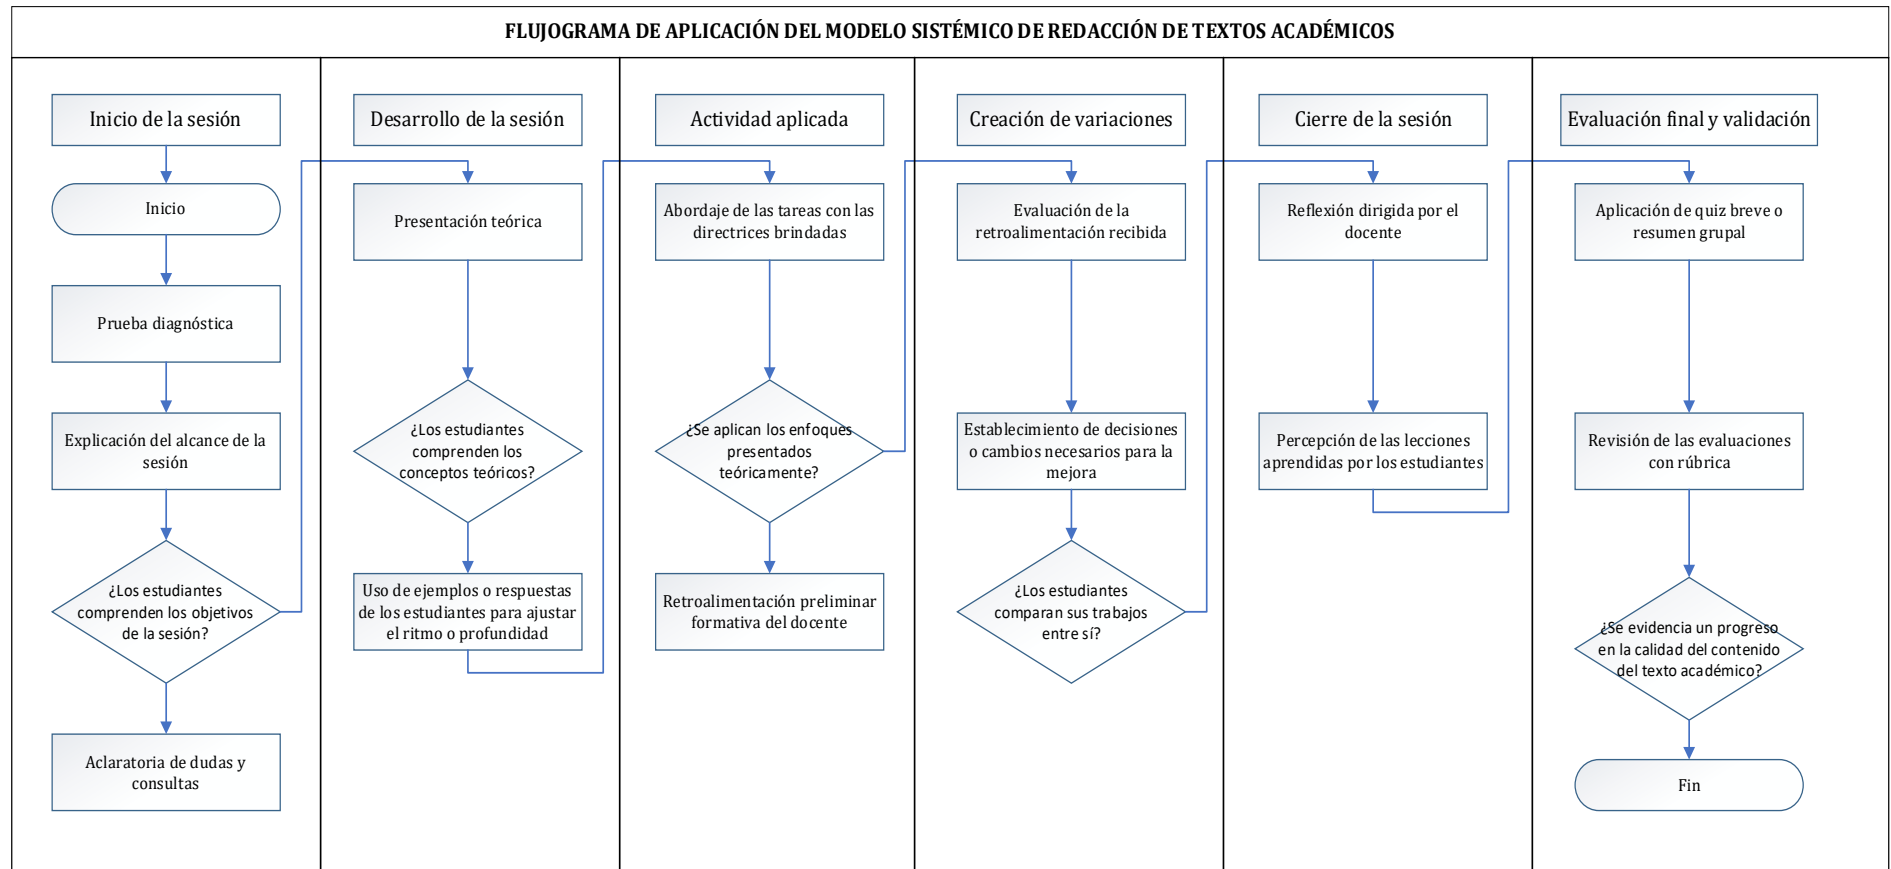 FLUJOGRAMA DE APLICACIÓN DEL MODELO SISTÉMICO DE REDACCIÓN DE TEXTOS ACADÉMICOS
Inicio de la sesión
Inicio
Prueba diagnóstica
Explicación del alcance de la
sesión
¿Los estudiantes
comprenden los objetivos
de la sesión?
Aclaratoria de dudas y
consultas
Desarrollo de la sesión
Presentación teórica
¿Los estudiantes
comprenden los
conceptos teóricos?
Uso de ejemplos o respuestas
de los estudiantes para ajustar
el ritmo o profundidad
Actividad aplicada
Abordaje de las tareas con las
directrices brindadas
¿Se aplican los enfoques
presentados
teóricamente?
Retroalimentación preliminar
formativa del docente
Creación de variaciones
Evaluación de la
retroalimentación recibida
Establecimiento de decisiones
o cambios necesarios para la
mejora
¿Los estudiantes
comparan sus trabajos
entre sí?
Cierre de la sesión
Reflexión dirigida por el
docente
Percepción de las lecciones
aprendidas por los estudiantes
Evaluación final y validación
Aplicación de quiz breve o
resumen grupal
Revisión de las evaluaciones
con rúbrica
¿Se evidencia un progreso
en la calidad del contenido
del texto académico?
Fin